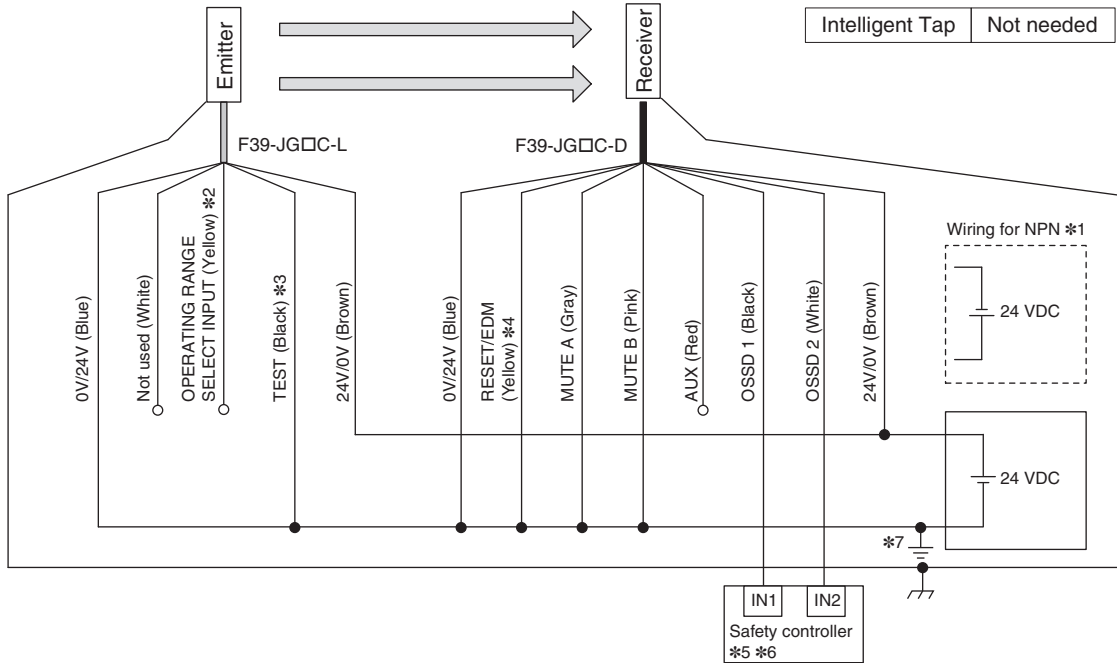 Intelligent Tap Not needed
Emitter
Receiver
F39-JG□C-L
F39-JG□C-D
0V/24V (Blue)
Not used (White)
OPERATING RANGE
SELECT INPUT (Yellow) ✱2
TEST (Black) ✱3
24V/0V (Brown)
0V/24V (Blue)
RESET/EDM
(Yellow) ✱4
MUTE A (Gray)
MUTE B (Pink)
AUX (Red)
OSSD 1 (Black)
OSSD 2 (White)
24V/0V (Brown)
Wiring for NPN ✱1
24 VDC
24 VDC
✱7
IN1 IN2
Safety controller
✱5 ✱6